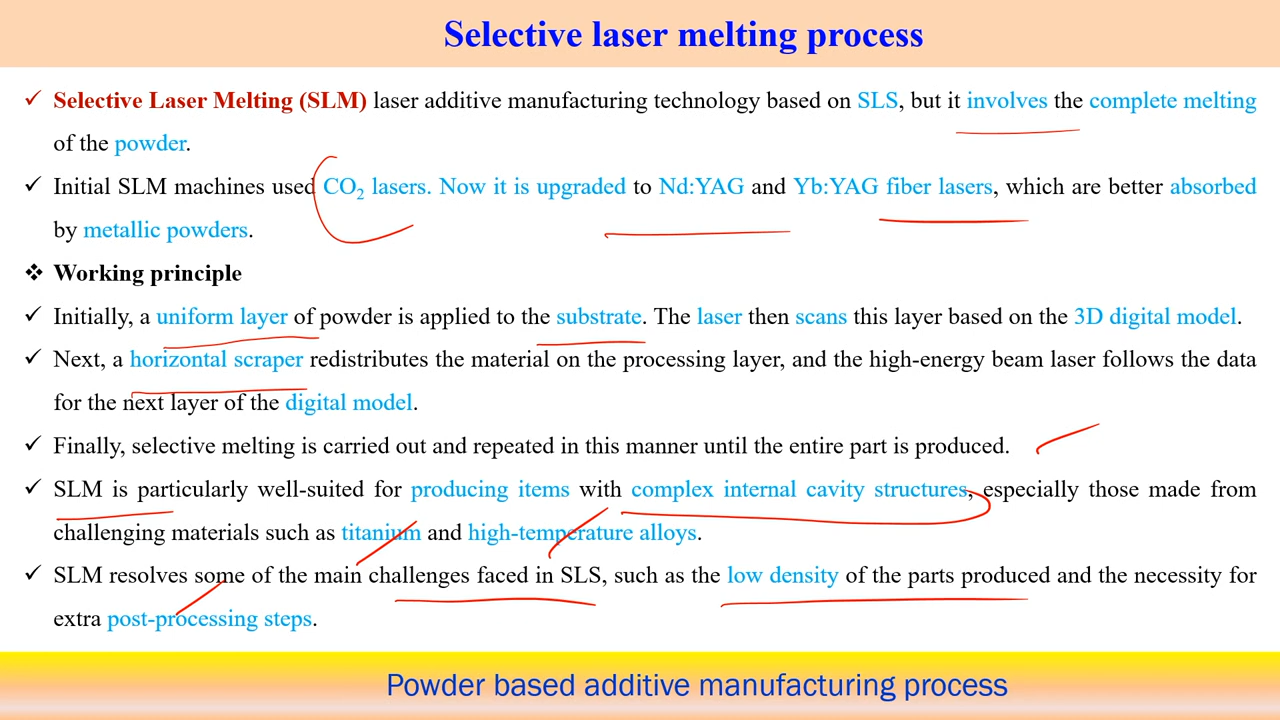 Selective laser melting process
✓ Selective Laser Melting (SLM) laser additive manufacturing technology based on SLS, but it involves the complete melting
of the powder.
✓ Initial SLM machines used CO₂ lasers. Now it is upgraded to Nd:YAG and Yb:YAG fiber lasers, which are better absorbed
by metallic powders.
❖ Working principle
✓ Initially, a uniform layer of powder is applied to the substrate. The laser then scans this layer based on the 3D digital model.
✓ Next, a horizontal scraper redistributes the material on the processing layer, and the high-energy beam laser follows the data
for the next layer of the digital model.
✓ Finally, selective melting is carried out and repeated in this manner until the entire part is produced.
✓ SLM is particularly well-suited for producing items with complex internal cavity structures, especially those made from
challenging materials such as titanium and high-temperature alloys.
✓ SLM resolves some of the main challenges faced in SLS, such as the low density of the parts produced and the necessity for
extra post-processing steps.
Powder based additive manufacturing process